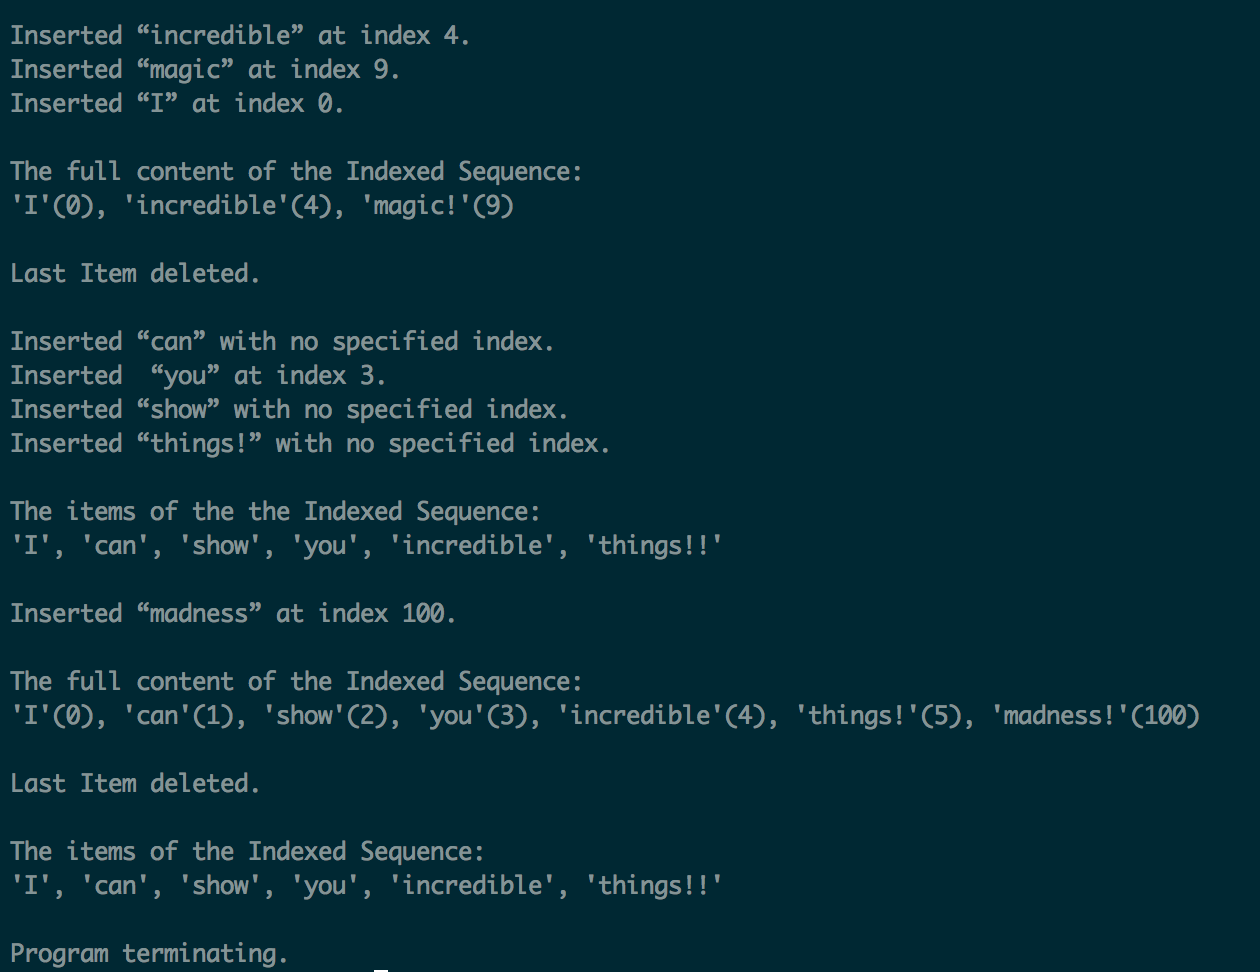 Inserted “incredible” at index 4.
Inserted “magic” at index 9.
Inserted “I” at index 0.
The full content of the Indexed Sequence:
'I'(0), 'incredible'(4), 'magic!'(9)
Last Item deleted.
Inserted “can” with no specified index.
Inserted  “you” at index 3.
Inserted “show” with no specified index.
Inserted “things!” with no specified index.
The items of the the Indexed Sequence:
'I', 'can', 'show', 'you', 'incredible', 'things!!'
Inserted “madness” at index 100.
The full content of the Indexed Sequence:
'I'(0), 'can'(1), 'show'(2), 'you'(3), 'incredible'(4), 'things!'(5), 'madness!'(100)
Last Item deleted.
The items of the Indexed Sequence:
'I', 'can', 'show', 'you', 'incredible', 'things!!'
Program terminating.